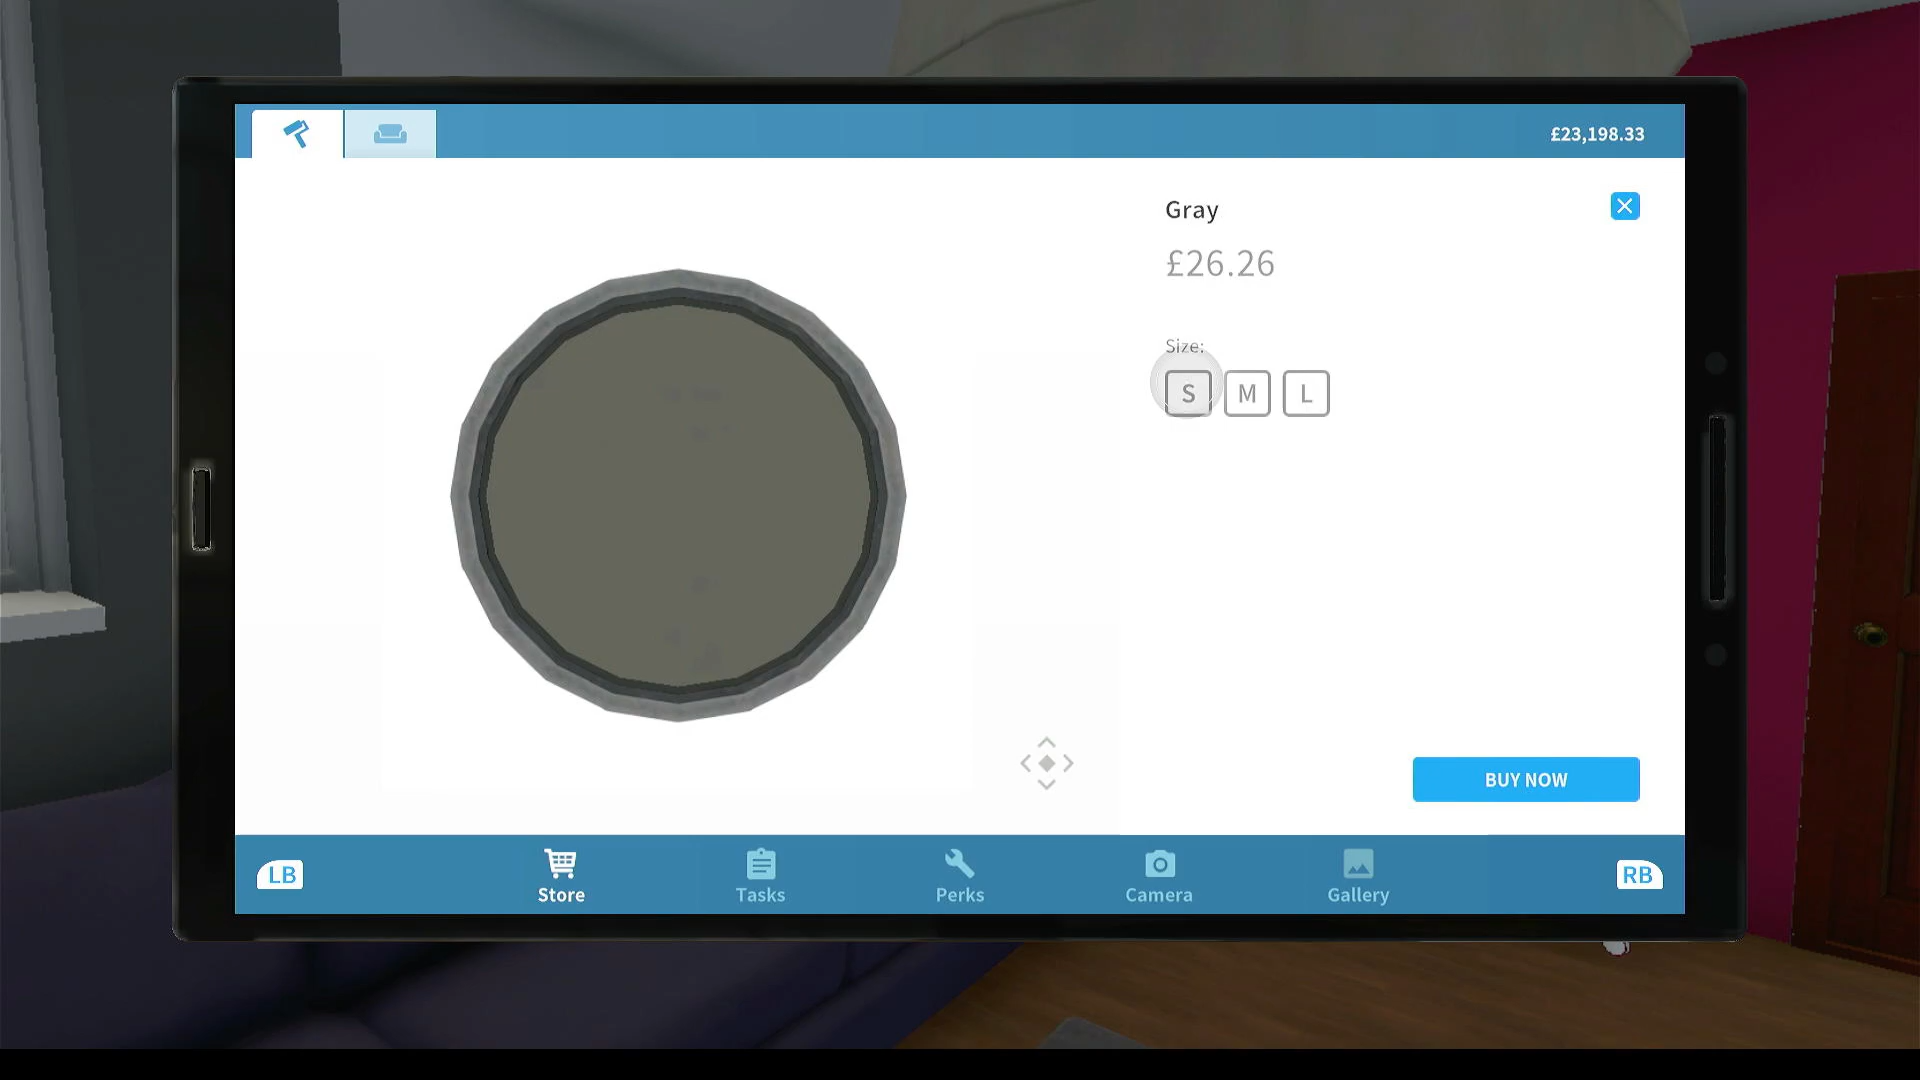 £23,198.33
Gray
£26.26
Size:
S M L
BUY NOW
LB
Store
Tasks
Perks
Camera
Gallery
RB